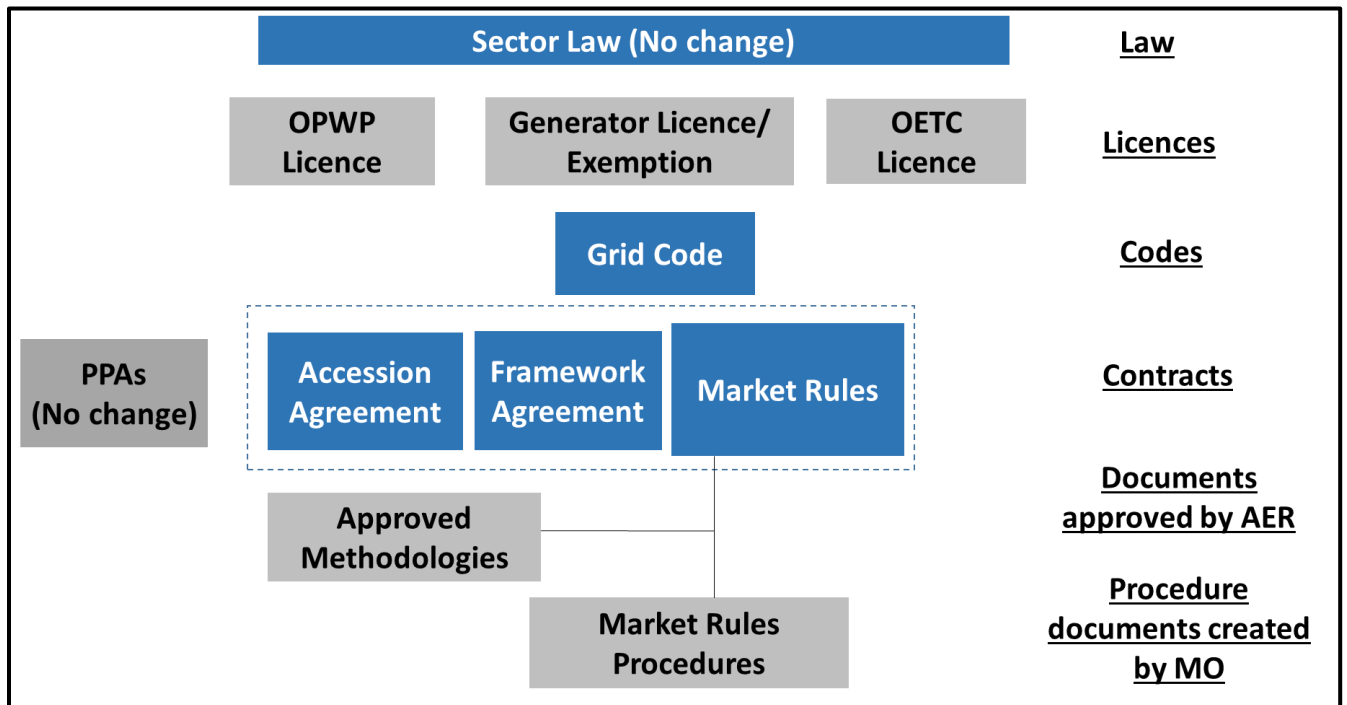 Sector Law (No change)
Law
OPWP
Licence
Generator Licence/
Exemption
OETC
Licence
Licences
Grid Code
Codes
PPAs
(No change)
Accession
Agreement
Framework
Agreement
Market Rules
Contracts
Approved
Methodologies
Documents
approved by AER
Market Rules
Procedures
Procedure
documents created
by MO